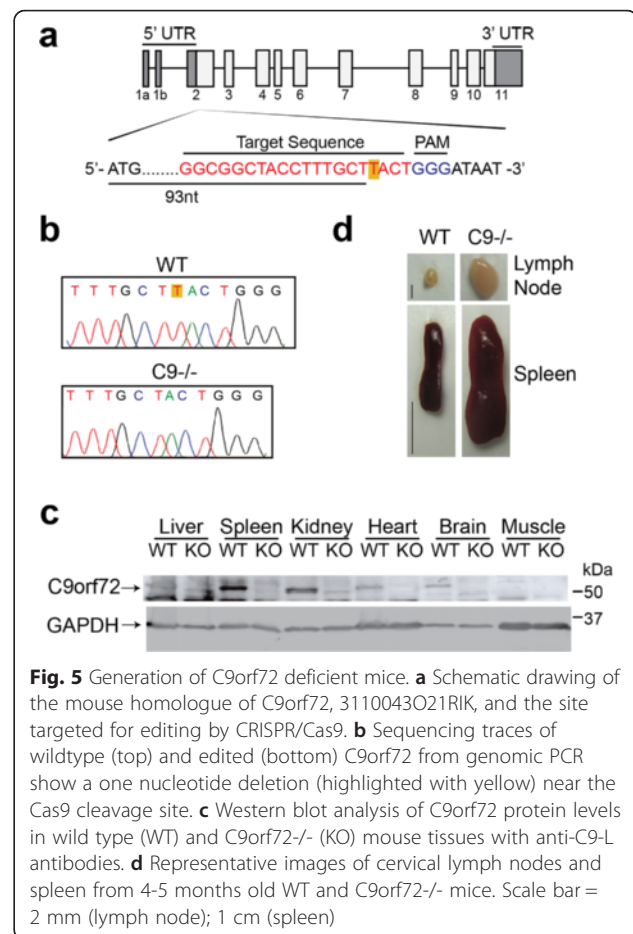 a
5' UTR
3' UTR
1a 1b 2 3 4 5 6 7 8 9 10 11
Target Sequence PAM
5'- ATG........GGCGGCTACCTTTGCTTACTGGGATAAT -3'
93nt
b
WT
T T T G C T T A C T G G G
C9-/-
T T T G C T A C T G G G
d
WT C9-/-
Lymph
Node
Spleen
c
Liver Spleen Kidney Heart Brain Muscle
WT KO WT KO WT KO WT KO WT KO WT KO
kDa
C9orf72→
–50
–37
GAPDH→
Fig. 5 Generation of C9orf72 deficient mice. a Schematic drawing of
the mouse homologue of C9orf72, 3110043O21RIK, and the site
targeted for editing by CRISPR/Cas9. b Sequencing traces of
wildtype (top) and edited (bottom) C9orf72 from genomic PCR
show a one nucleotide deletion (highlighted with yellow) near the
Cas9 cleavage site. c Western blot analysis of C9orf72 protein levels
in wild type (WT) and C9orf72-/- (KO) mouse tissues with anti-C9-L
antibodies. d Representative images of cervical lymph nodes and
spleen from 4-5 months old WT and C9orf72-/- mice. Scale bar =
2 mm (lymph node); 1 cm (spleen)